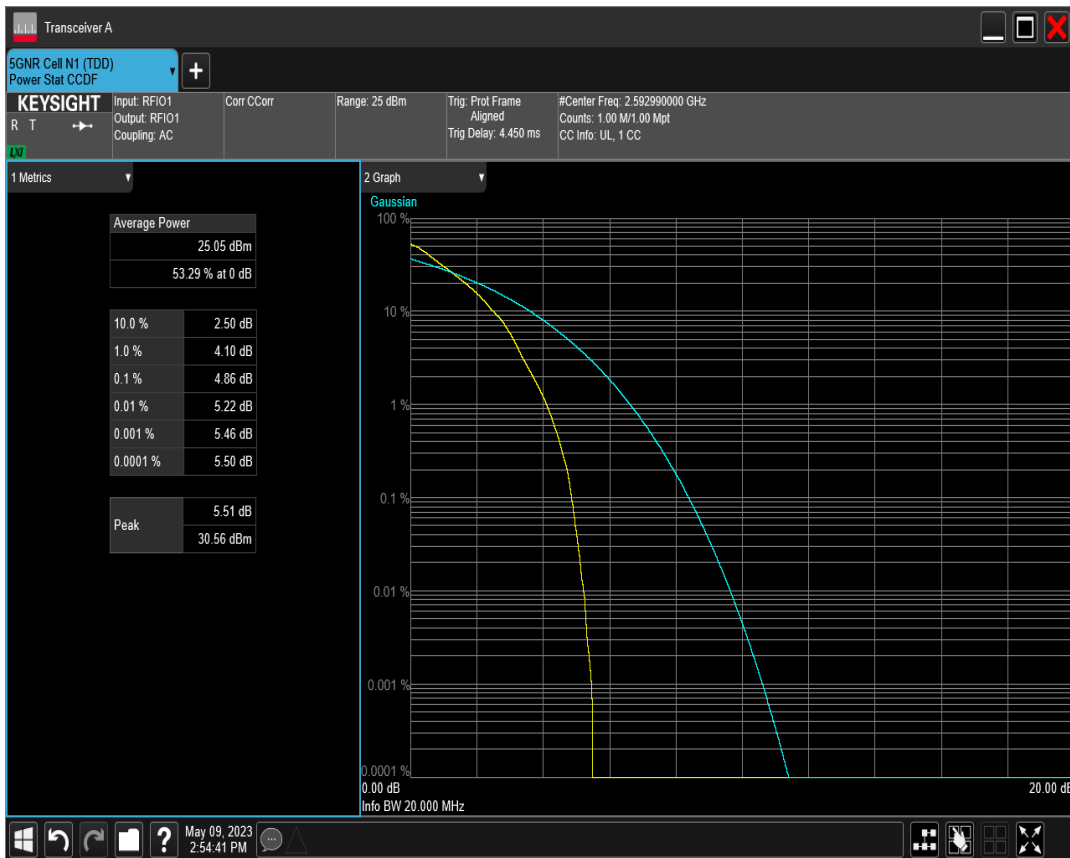 Transceiver A
5GNR Cell N1 (TDD)
Power Stat CCDF
KEYSIGHT
R T
LXI
Input: RFIO1
Output: RFIO1
Coupling: AC
Corr CCorr
Range: 25 dBm
Trig: Prot Frame
Aligned
Trig Delay: 4.450 ms
#Center Freq: 2.592990000 GHz
Counts: 1.00 M/1.00 Mpt
CC Info: UL, 1 CC
1 Metrics
Average Power
25.05 dBm
53.29 % at 0 dB
10.0 % 2.50 dB
1.0 % 4.10 dB
0.1 % 4.86 dB
0.01 % 5.22 dB
0.001 % 5.46 dB
0.0001 % 5.50 dB
Peak
5.51 dB
30.56 dBm
2 Graph
Gaussian
100 %
10 %
1 %
0.1 %
0.01 %
0.001 %
0.0001 %
0.00 dB
20.00 dB
Info BW 20.000 MHz
May 09, 2023
2:54:41 PM